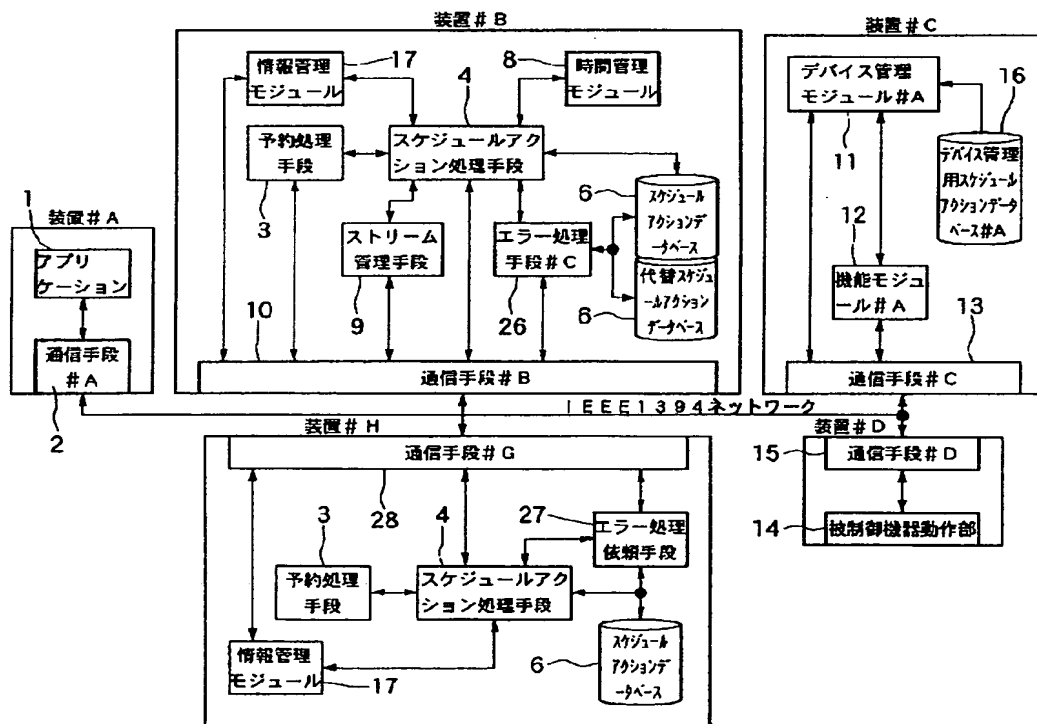 装置#A
1
アプリ
ケーション
通信手段
#A
2
装置#B
情報管理
モジュール
17
4
8
時間管理
モジュール
予約処理
手段
3
スケジュールアク
ション処理手段
6
スケジュール
アクションデ
ータベース
ストリーム
管理手段
9
エラー処理
手段#C
26
代替スケジュ
ールアクション
データベース
6
10
通信手段#B
装置#C
デバイス管理
モジュール#A
11
16
デバイス管理
用スケジュール
アクションデータ
ベース#A
12
機能モジュ
ール#A
13
通信手段#C
IEEE1394ネットワーク
装置#H
通信手段#G
28
3
4
27
エラー処理
依頼手段
予約処理
手段
スケジュールアク
ション処理手段
情報管理
モジュール
17
6
スケジュール
アクションデ
ータベース
装置#D
15
通信手段#D
14
被制御機器動作部